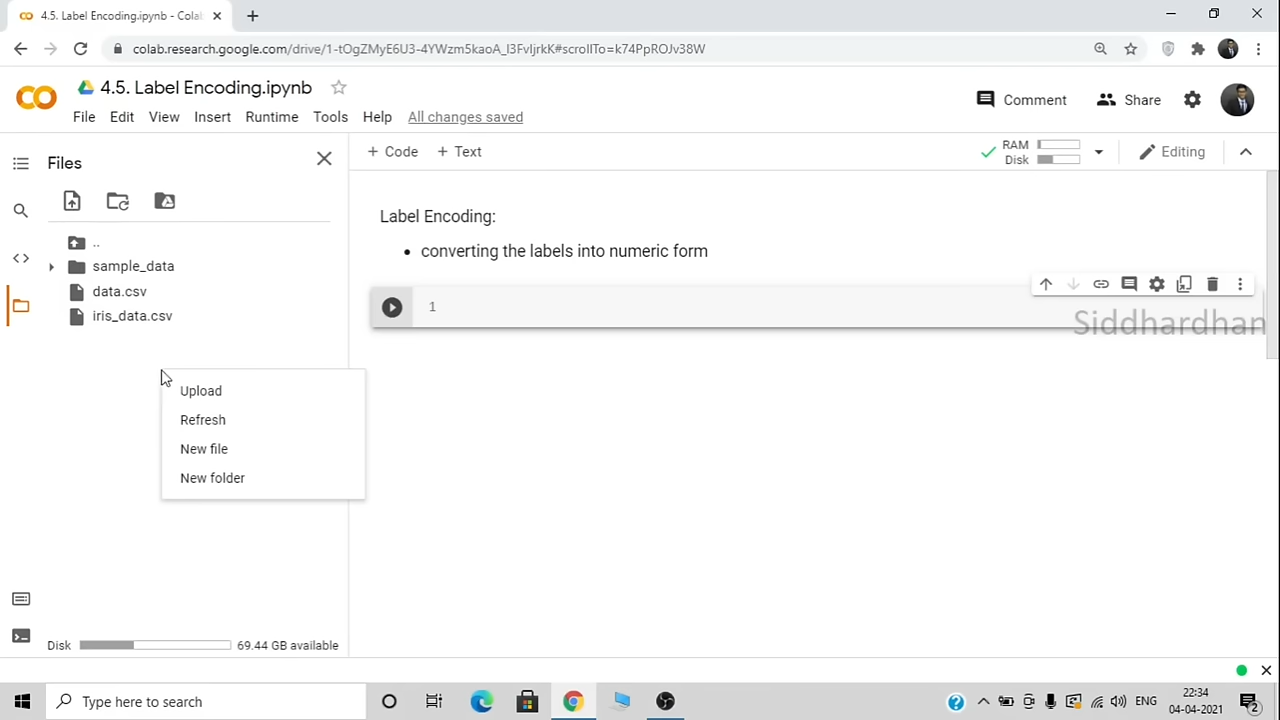 4.5. Label Encoding.ipynb - Cola
colab.research.google.com/drive/1-tOgZMyE6U3-4YWzm5kaoA_l3FvljrkK#scrollTo=k74PpROJv38W
4.5. Label Encoding.ipynb
Comment
Share
File Edit View Insert Runtime Tools Help All changes saved
Files
+ Code + Text
RAM
Disk
Editing
..
sample_data
data.csv
iris_data.csv
Label Encoding:
• converting the labels into numeric form
1
Siddhardhan
Upload
Refresh
New file
New folder
Disk 69.44 GB available
Type here to search
ENG
22:34
04-04-2021
2